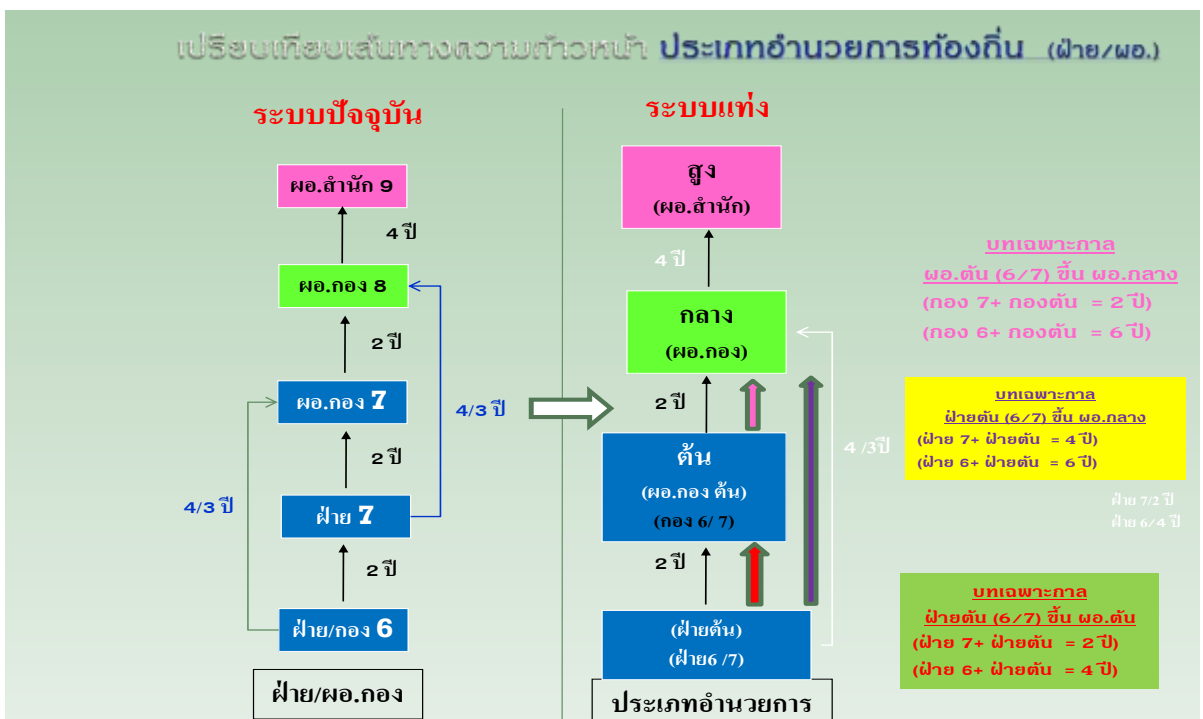 เปรียบเทียบเส้นทางความก้าวหน้า ประเภทอำนวยการท้องถิ่น (ฝ่าย/ผอ.)
ระบบปัจจุบัน
ผอ.สำนัก 9
4 ปี
ผอ.กอง 8
2 ปี
ผอ.กอง 7
4/3 ปี
2 ปี
4/3 ปี
ฝ่าย 7
2 ปี
ฝ่าย/กอง 6
ฝ่าย/ผอ.กอง
ระบบแท่ง
สูง
(ผอ.สำนัก)
4 ปี
กลาง
(ผอ.กอง)
2 ปี
4 /3ปี
ต้น
(ผอ.กอง ต้น)
(กอง 6/ 7)
2 ปี
(ฝ่ายต้น)
(ฝ่าย6 /7)
ประเภทอำนวยการ
บทเฉพาะกาล
ผอ.ต้น (6/7) ขึ้น ผอ.กลาง
(กอง 7+ กองต้น = 2 ปี)
(กอง 6+ กองต้น = 6 ปี)
บทเฉพาะกาล
ฝ่ายต้น (6/7) ขึ้น ผอ.กลาง
(ฝ่าย 7+ ฝ่ายต้น = 4 ปี)
(ฝ่าย 6+ ฝ่ายต้น = 6 ปี)
ฝ่าย 7/2 ปี
ฝ่าย 6/4 ปี
บทเฉพาะกาล
ฝ่ายต้น (6/7) ขึ้น ผอ.ต้น
(ฝ่าย 7+ ฝ่ายต้น = 2 ปี)
(ฝ่าย 6+ ฝ่ายต้น = 4 ปี)